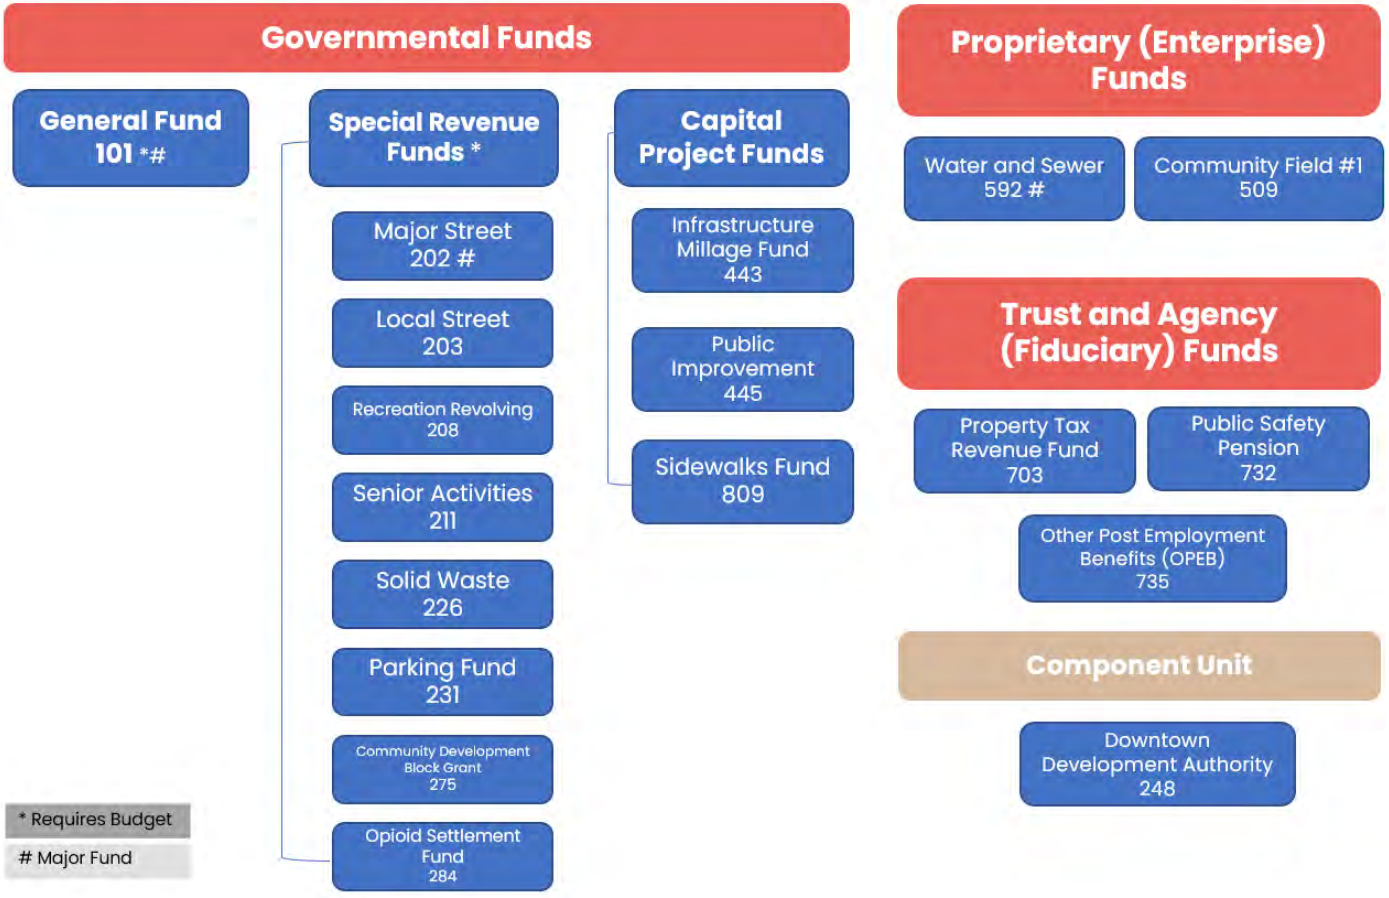 Governmental Funds
General Fund
101 *#
Special Revenue
Funds *
Major Street
202 #
Local Street
203
Recreation Revolving
208
Senior Activities
211
Solid Waste
226
Parking Fund
231
Community Development
Block Grant
275
Opioid Settlement
Fund
284
Capital
Project Funds
Infrastructure
Millage Fund
443
Public
Improvement
445
Sidewalks Fund
809
Proprietary (Enterprise)
Funds
Water and Sewer
592 #
Community Field #1
509
Trust and Agency
(Fiduciary) Funds
Property Tax
Revenue Fund
703
Public Safety
Pension
732
Other Post Employment
Benefits (OPEB)
735
Component Unit
Downtown
Development Authority
248
* Requires Budget
# Major Fund